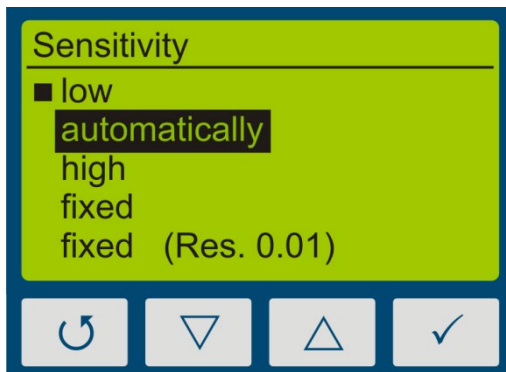 Sensitivity
low
automatically
high
fixed
fixed (Res. 0.01)